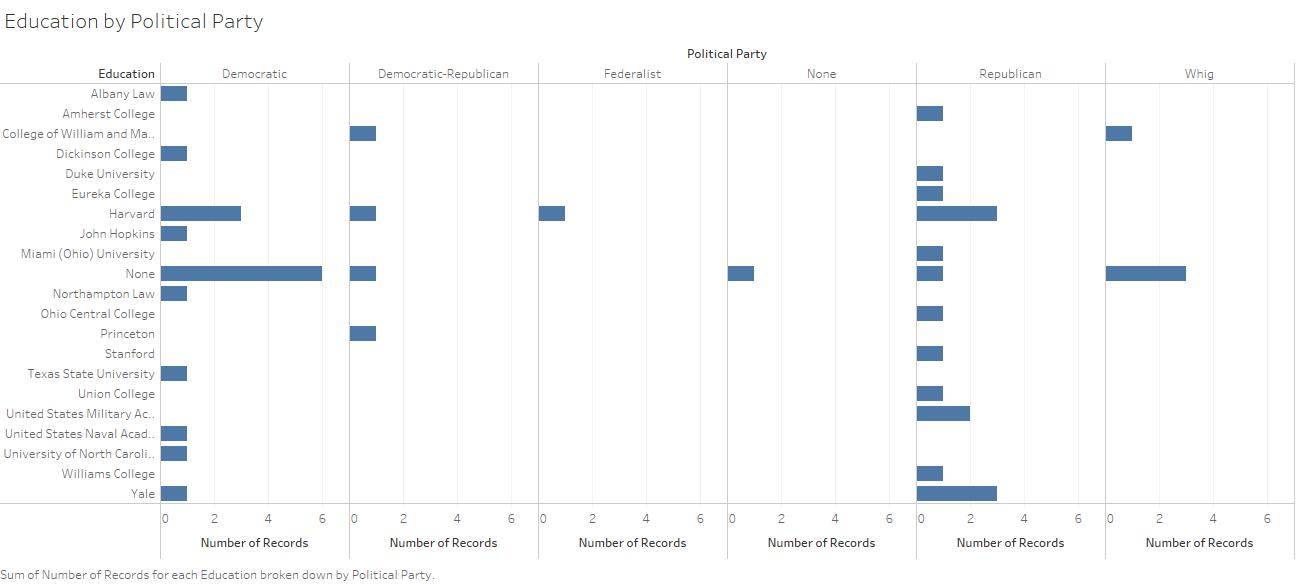 Education by Political Party
Political Party
Education Democratic Democratic-Republican Federalist None Republican Whig
Albany Law
Amherst College
College of William and Ma..
Dickinson College
Duke University
Eureka College
Harvard
John Hopkins
Miami (Ohio) University
None
Northampton Law
Ohio Central College
Princeton
Stanford
Texas State University
Union College
United States Military Ac..
United States Naval Acad..
University of North Caroli..
Williams College
Yale
0 2 4 6 0 2 4 6 0 2 4 6 0 2 4 6 0 2 4 6 0 2 4 6
Number of Records Number of Records Number of Records Number of Records Number of Records Number of Records
Sum of Number of Records for each Education broken down by Political Party.